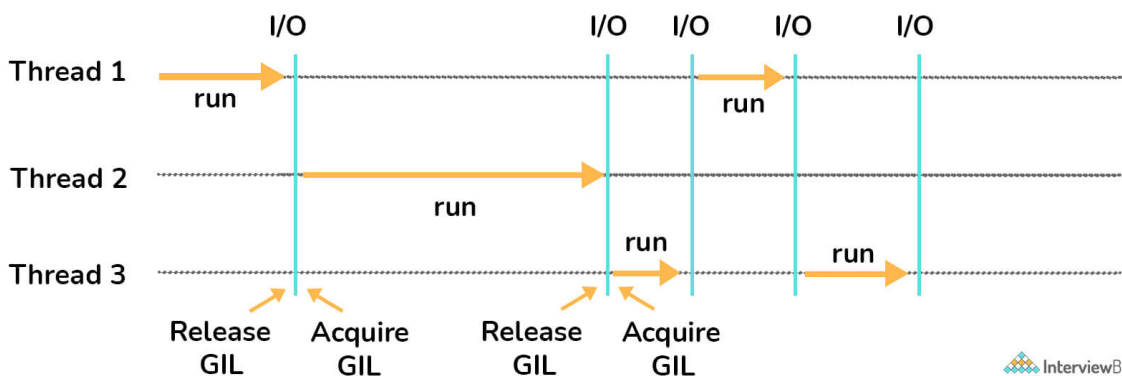 I/O I/O I/O I/O I/O
Thread 1
run run
Thread 2
run
run run
Thread 3
Release Acquire Release Acquire
GIL GIL GIL GIL
InterviewB